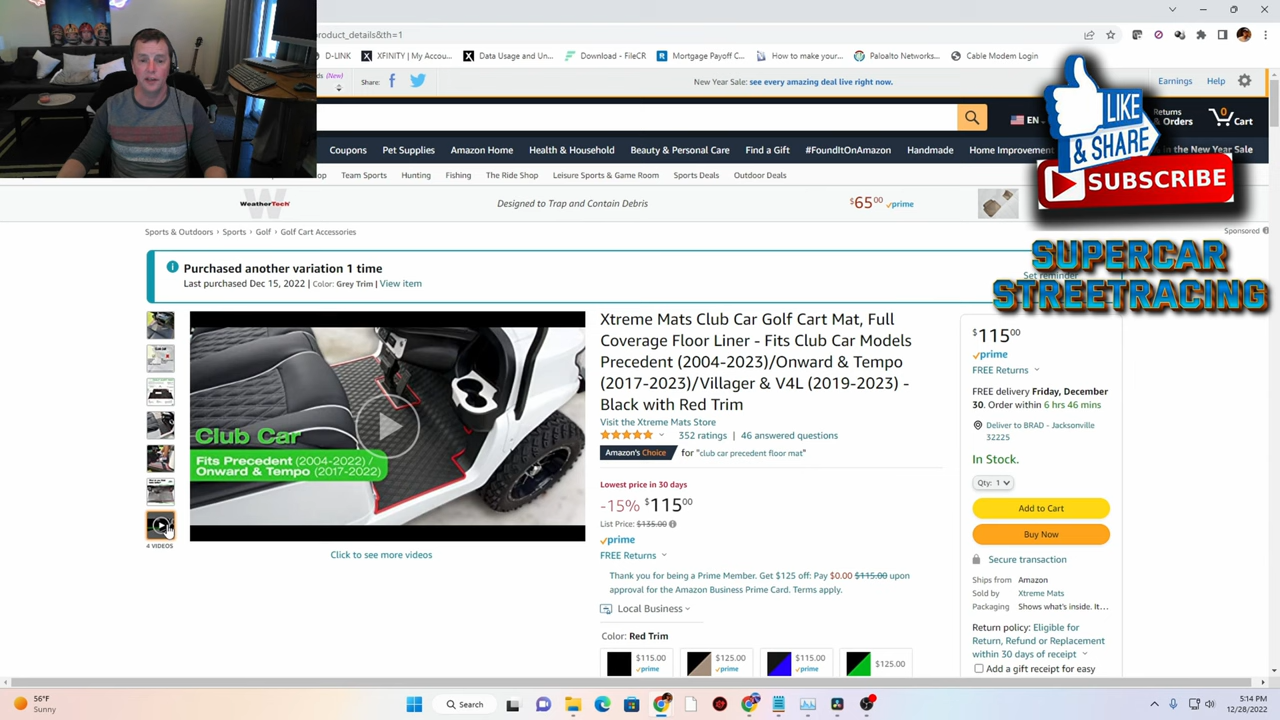 product_details&th=1
D-LINK
XFINITY | My Accou...
Data Usage and Un...
Download - FileCR
Mortgage Payoff C...
How to make your...
Paloalto Networks...
Cable Modem Login
(New)
Share:
New Year Sale: see every amazing deal live right now.
Earnings
Help
EN
Returns
& Orders
0
Cart
Coupons
Pet Supplies
Amazon Home
Health & Household
Beauty & Personal Care
Find a Gift
#FoundItOnAmazon
Handmade
Home Improvement
in the New Year Sale
LIKE
& SHARE
SUBSCRIBE
Team Sports
Hunting
Fishing
The Ride Shop
Leisure Sports & Game Room
Sports Deals
Outdoor Deals
WeatherTech
Designed to Trap and Contain Debris
$65 00 prime
Sponsored
Sports & Outdoors › Sports › Golf › Golf Cart Accessories
SUPERCAR
STREETRACING
Purchased another variation 1 time
Last purchased Dec 15, 2022 | Color: Grey Trim | View item
Set reminder
Club Car
Fits Precedent (2004-2022) /
Onward & Tempo (2017-2022)
4 VIDEOS
Click to see more videos
Xtreme Mats Club Car Golf Cart Mat, Full
Coverage Floor Liner - Fits Club Car Models
Precedent (2004-2023)/Onward & Tempo
(2017-2023)/Villager & V4L (2019-2023) -
Black with Red Trim
Visit the Xtreme Mats Store
352 ratings | 46 answered questions
Amazon's Choice for "club car precedent floor mat"
Lowest price in 30 days
-15% $115 00
List Price: $135.00
prime
FREE Returns
Thank you for being a Prime Member. Get $125 off: Pay $0.00 $115.00 upon
approval for the Amazon Business Prime Card. Terms apply.
Local Business
Color: Red Trim
$115.00
prime
$125.00
prime
$115.00
prime
$125.00
$115 00
prime
FREE Returns
FREE delivery Friday, December
30. Order within 6 hrs 46 mins
Deliver to BRAD - Jacksonville
32225
In Stock.
Qty: 1
Add to Cart
Buy Now
Secure transaction
Ships from Amazon
Sold by Xtreme Mats
Packaging Shows what's inside. It...
Return policy: Eligible for
Return, Refund or Replacement
within 30 days of receipt
Add a gift receipt for easy
56°F
Sunny
Search
5:14 PM
12/28/2022